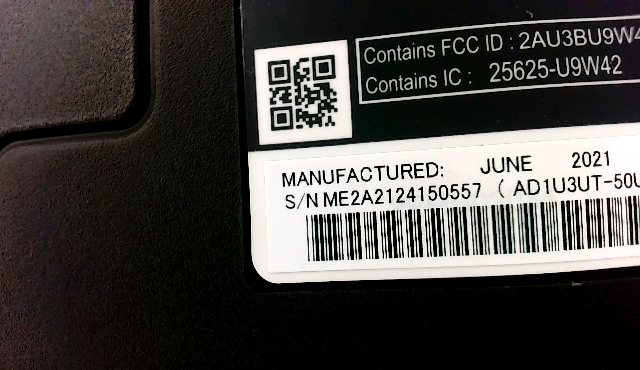 Contains FCC ID : 2AU3BU9W4
Contains IC : 25625-U9W42
MANUFACTURED: JUNE 2021
S/N ME2A2124150557 ( AD1U3UT-50U